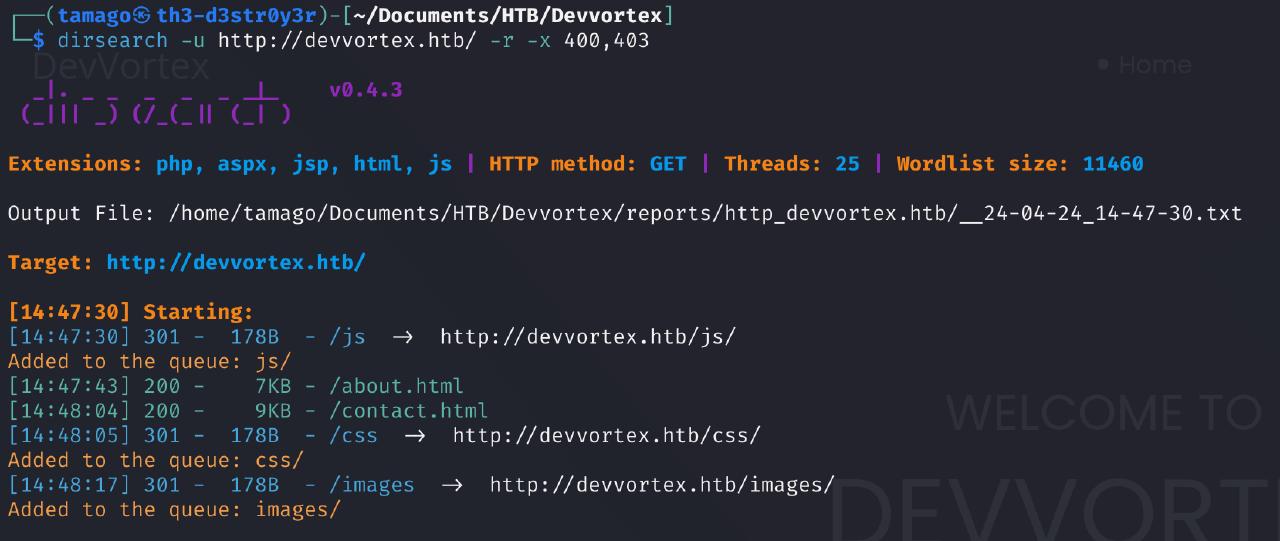 ┌──(tamago㉿th3-d3str0y3r)-[~/Documents/HTB/Devvortex]
└─$ dirsearch -u http://devvortex.htb/ -r -x 400,403
DevVortex
• Home
  _|. _ _  _  _  _ _|_    v0.4.3
 (_||| _) (/_(_|| (_| )
Extensions: php, aspx, jsp, html, js | HTTP method: GET | Threads: 25 | Wordlist size: 11460
Output File: /home/tamago/Documents/HTB/Devvortex/reports/http_devvortex.htb/__24-04-24_14-47-30.txt
Target: http://devvortex.htb/
[14:47:30] Starting:
[14:47:30] 301 -  178B  - /js  ->  http://devvortex.htb/js/
Added to the queue: js/
[14:47:43] 200 -    7KB - /about.html
[14:48:04] 200 -    9KB - /contact.html
[14:48:05] 301 -  178B  - /css  ->  http://devvortex.htb/css/
Added to the queue: css/
[14:48:17] 301 -  178B  - /images  ->  http://devvortex.htb/images/
Added to the queue: images/
WELCOME TO
DEVVORT